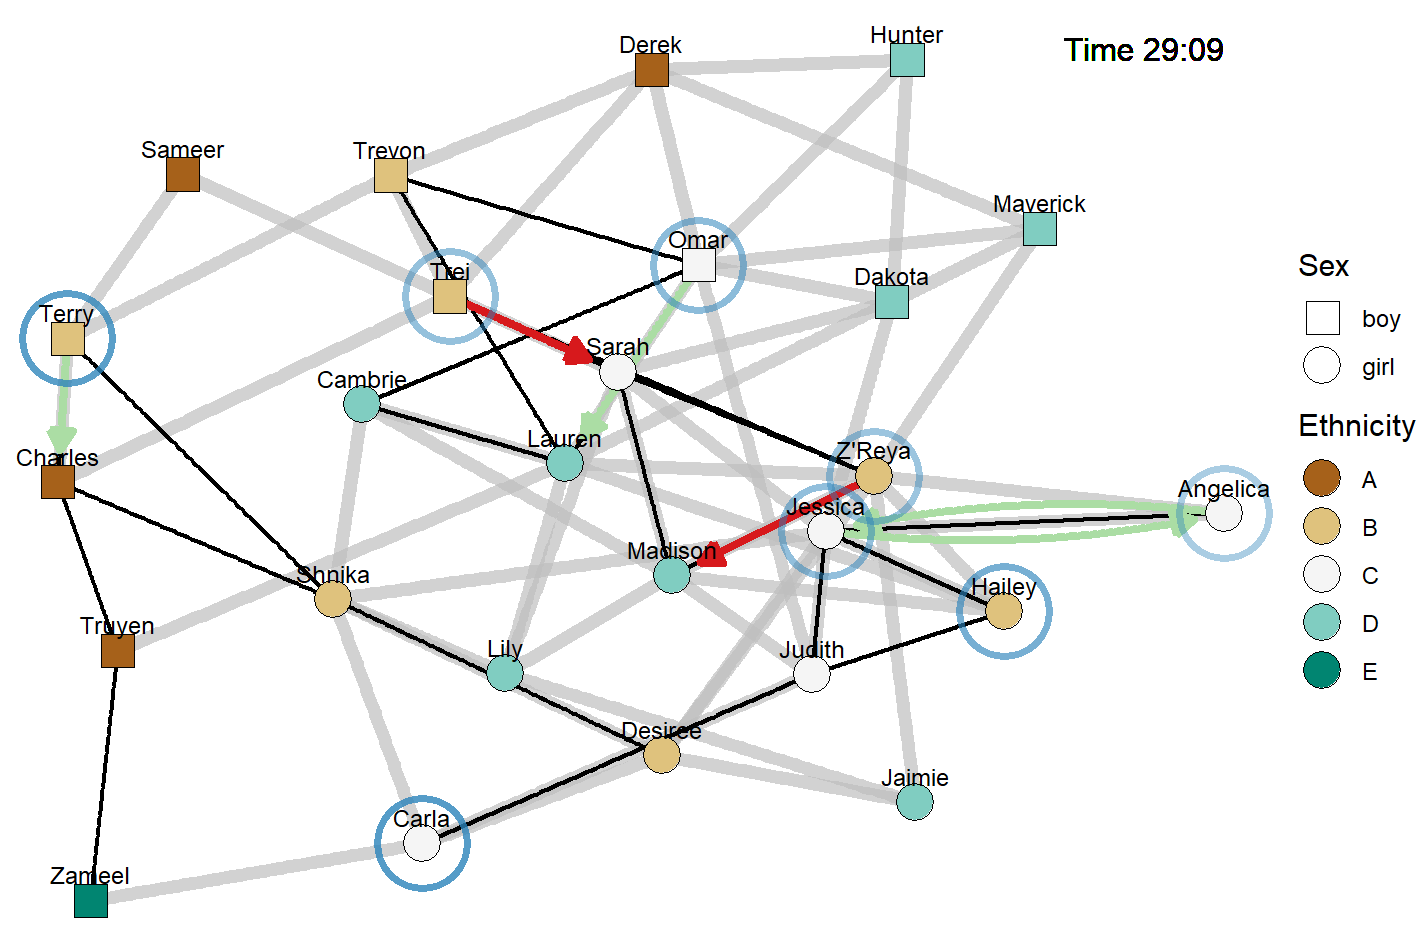 Hunter
Derek
Time 29:09
Sameer
Trevon
Maverick
Omar
Trei
Dakota
Sex
Terry
boy
Sarah
girl
Cambrie
Ethnicity
Lauren
Z'Reya
Charles
A
Angelica
Jessica
B
Madison
Shnika
C
Hailey
Truyen
D
Lily
Judith
E
Desiree
Jaimie
Carla
Zameel